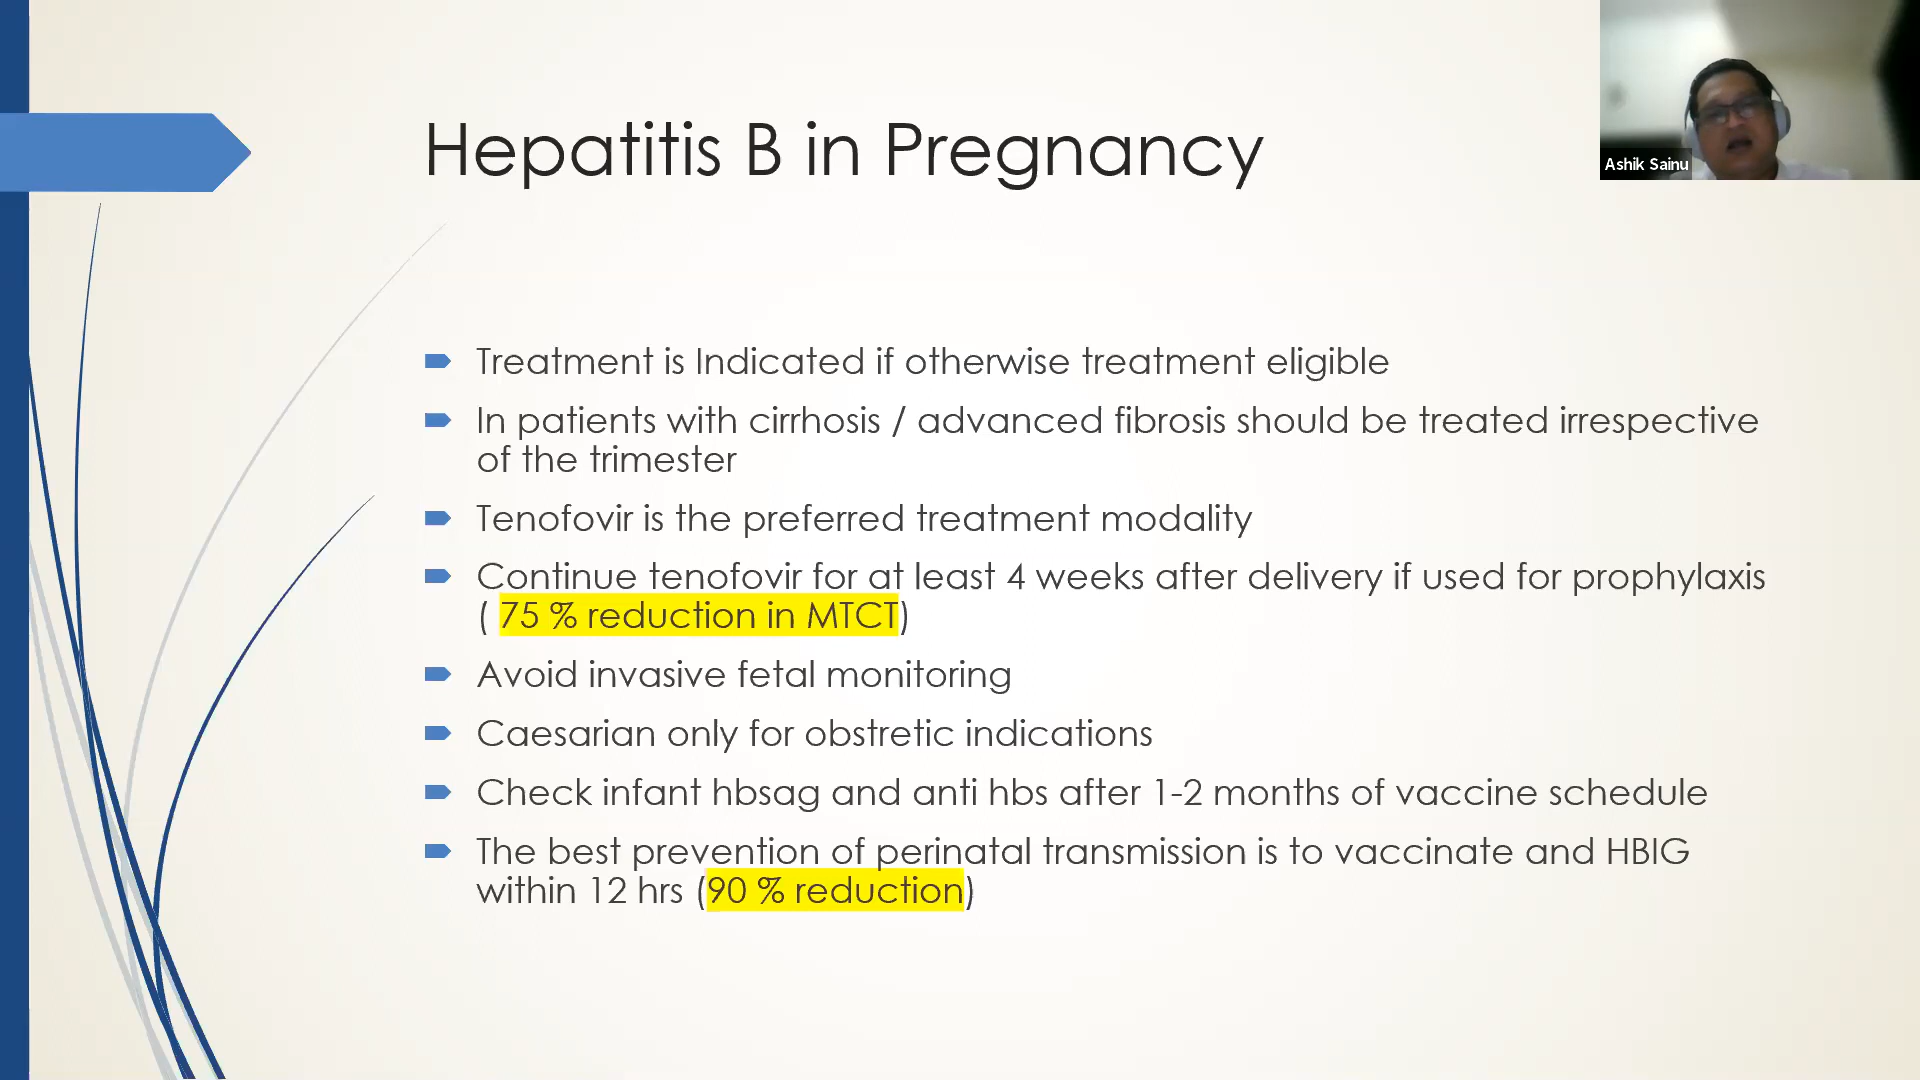 Hepatitis B in Pregnancy
Ashik Sainu
Treatment is Indicated if otherwise treatment eligible
In patients with cirrhosis / advanced fibrosis should be treated irrespective
of the trimester
Tenofovir is the preferred treatment modality
Continue tenofovir for at least 4 weeks after delivery if used for prophylaxis
( 75 % reduction in MTCT)
Avoid invasive fetal monitoring
Caesarian only for obstretic indications
Check infant hbsag and anti hbs after 1-2 months of vaccine schedule
The best prevention of perinatal transmission is to vaccinate and HBIG
within 12 hrs (90 % reduction)